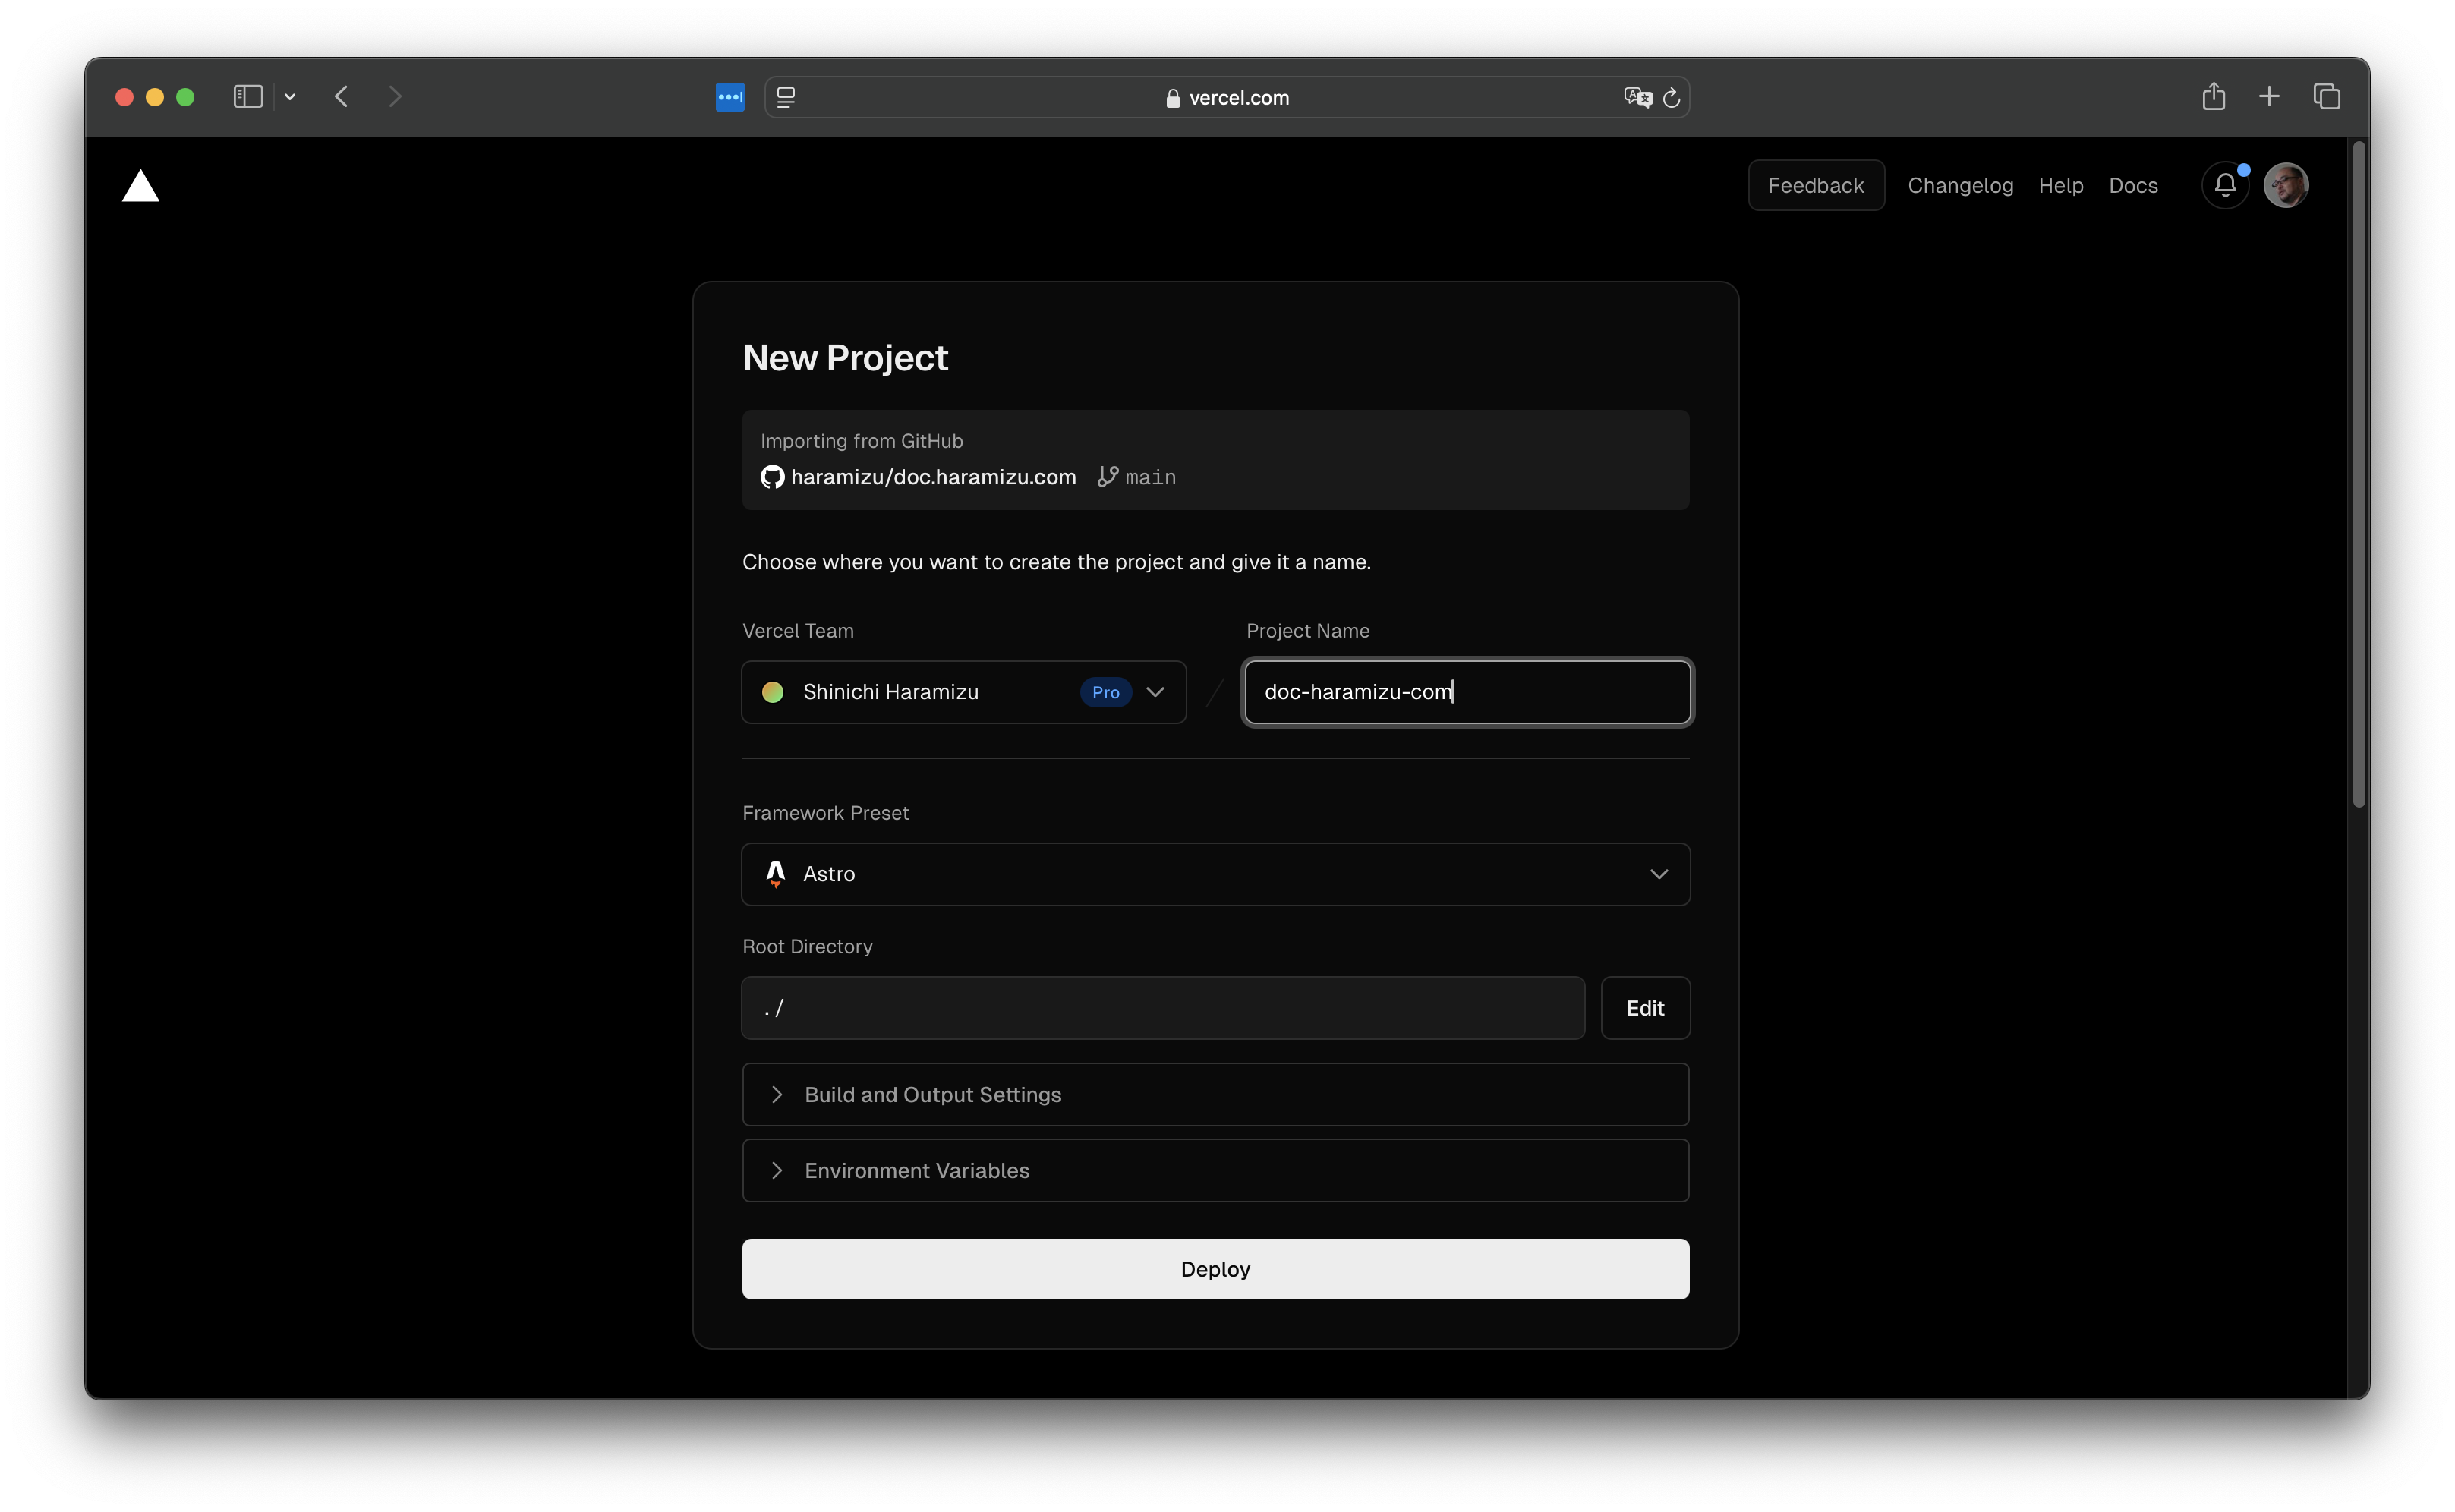 vercel.com
Feedback Changelog Help Docs
New Project
Importing from GitHub
haramizu/doc.haramizu.com main
Choose where you want to create the project and give it a name.
Vercel Team Project Name
Shinichi Haramizu Pro / doc-haramizu-com
Framework Preset
Astro
Root Directory
./ Edit
Build and Output Settings
Environment Variables
Deploy